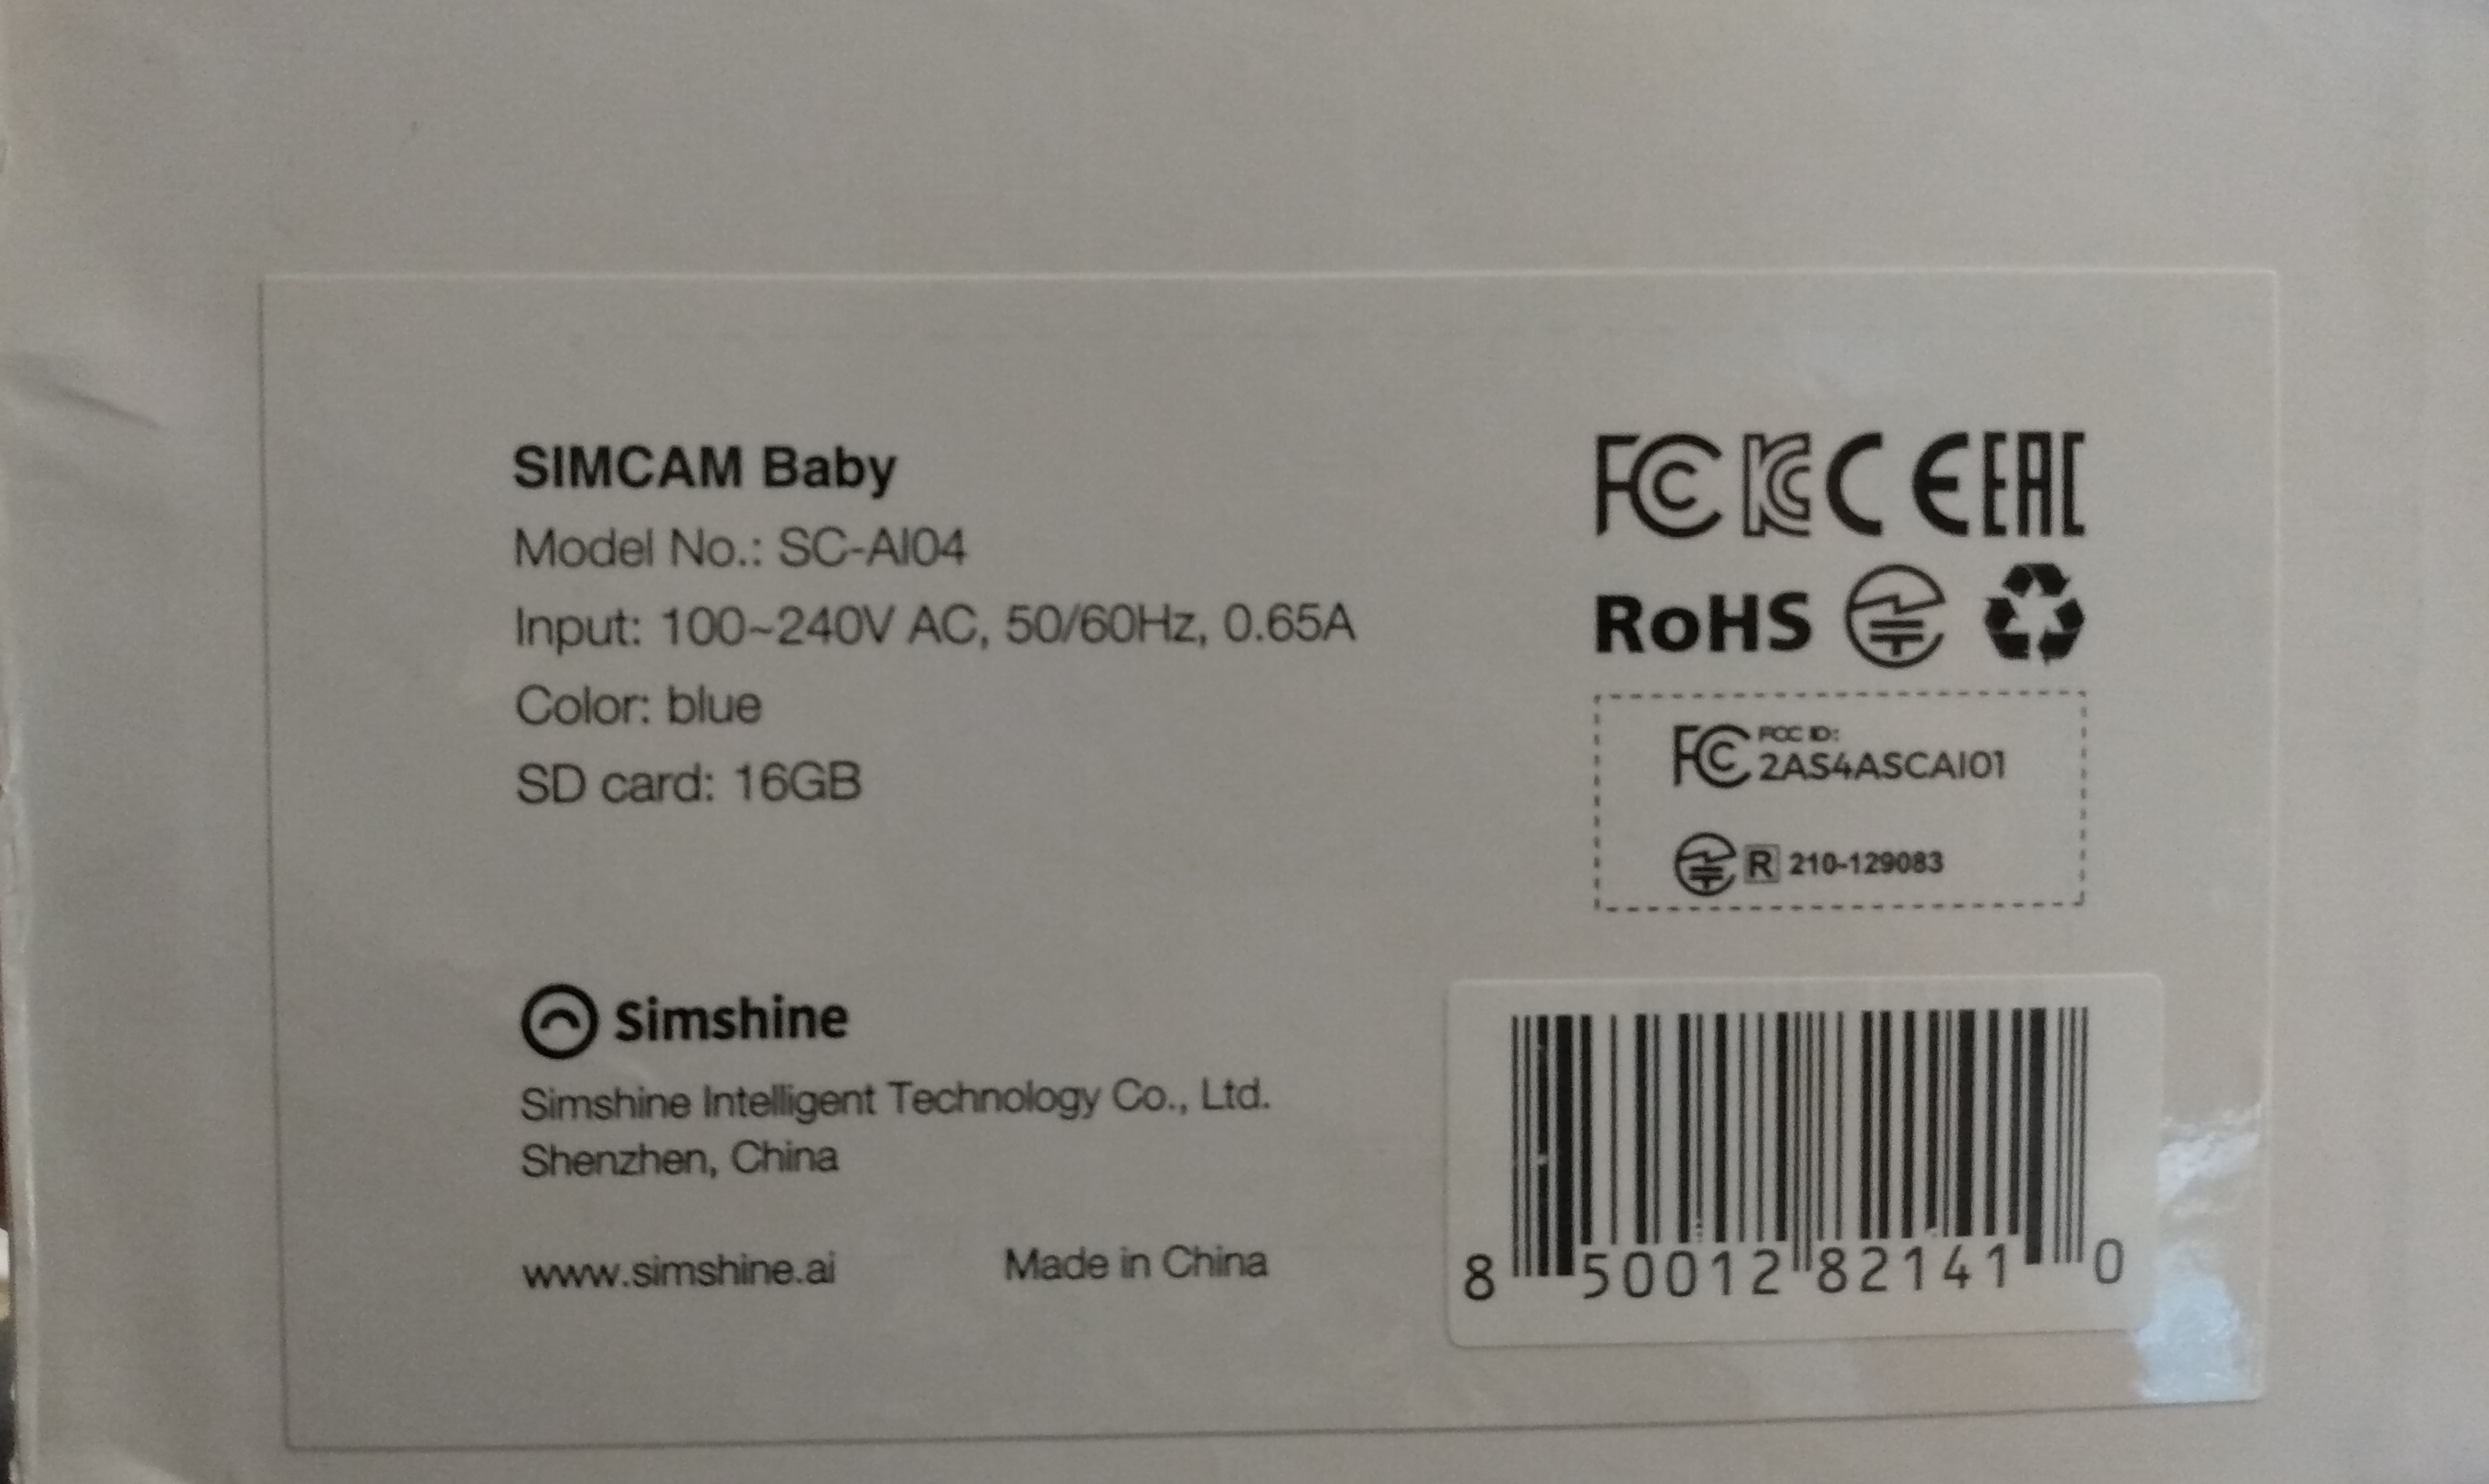 SIMCAM Baby
Model No.: SC-AI04
Input: 100~240V AC, 50/60Hz, 0.65A
Color: blue
SD card: 16GB
FC KC CE EAC
RoHS
FC FCC ID:
2AS4ASCAI01
R 210-129083
Simshine
Simshine Intelligent Technology Co., Ltd.
Shenzhen, China
www.simshine.ai Made in China
8 50012 82141 0